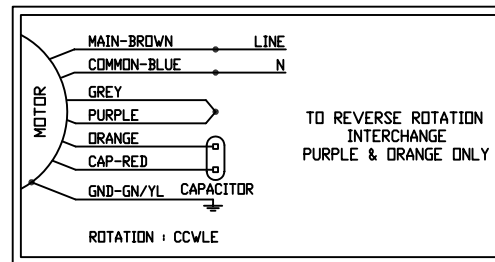 MAIN-BROWN LINE
COMMON-BLUE N
GREY
PURPLE
ORANGE
CAP-RED
GND-GN/YL CAPACITOR
MOTOR
TO REVERSE ROTATION
INTERCHANGE
PURPLE & ORANGE ONLY
ROTATION : CCWLE